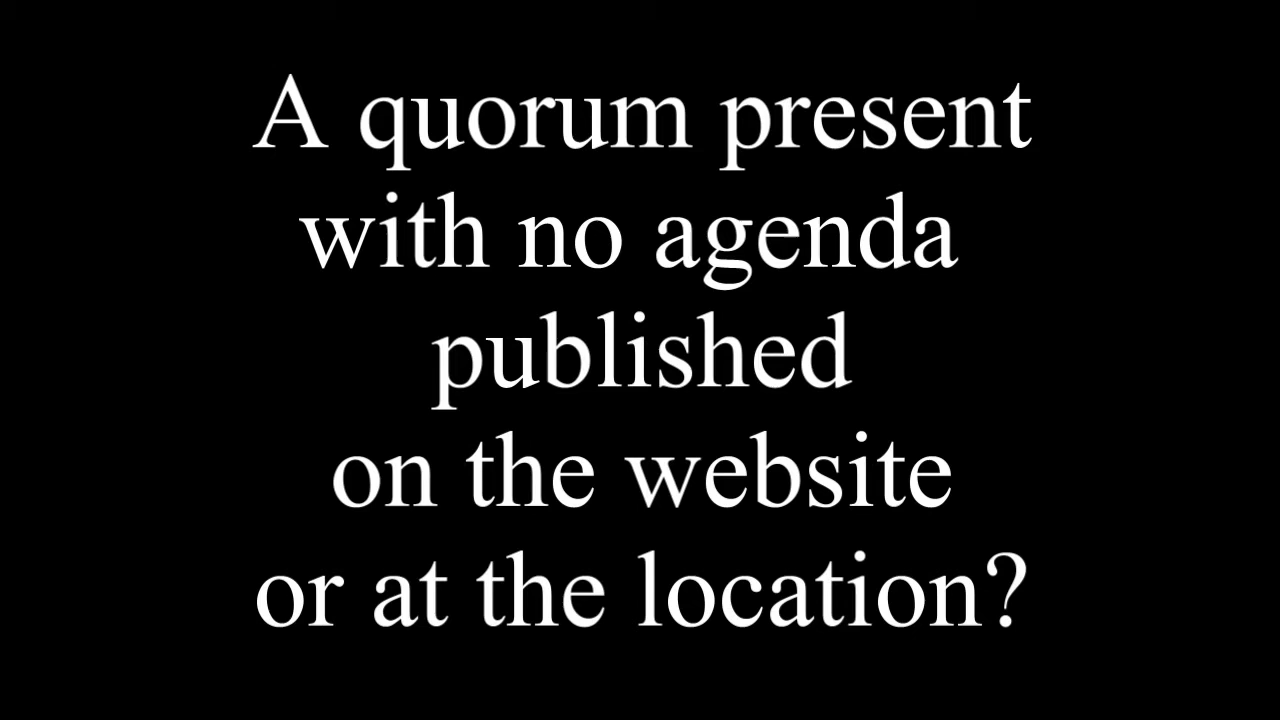 A quorum present
with no agenda
published
on the website
or at the location?